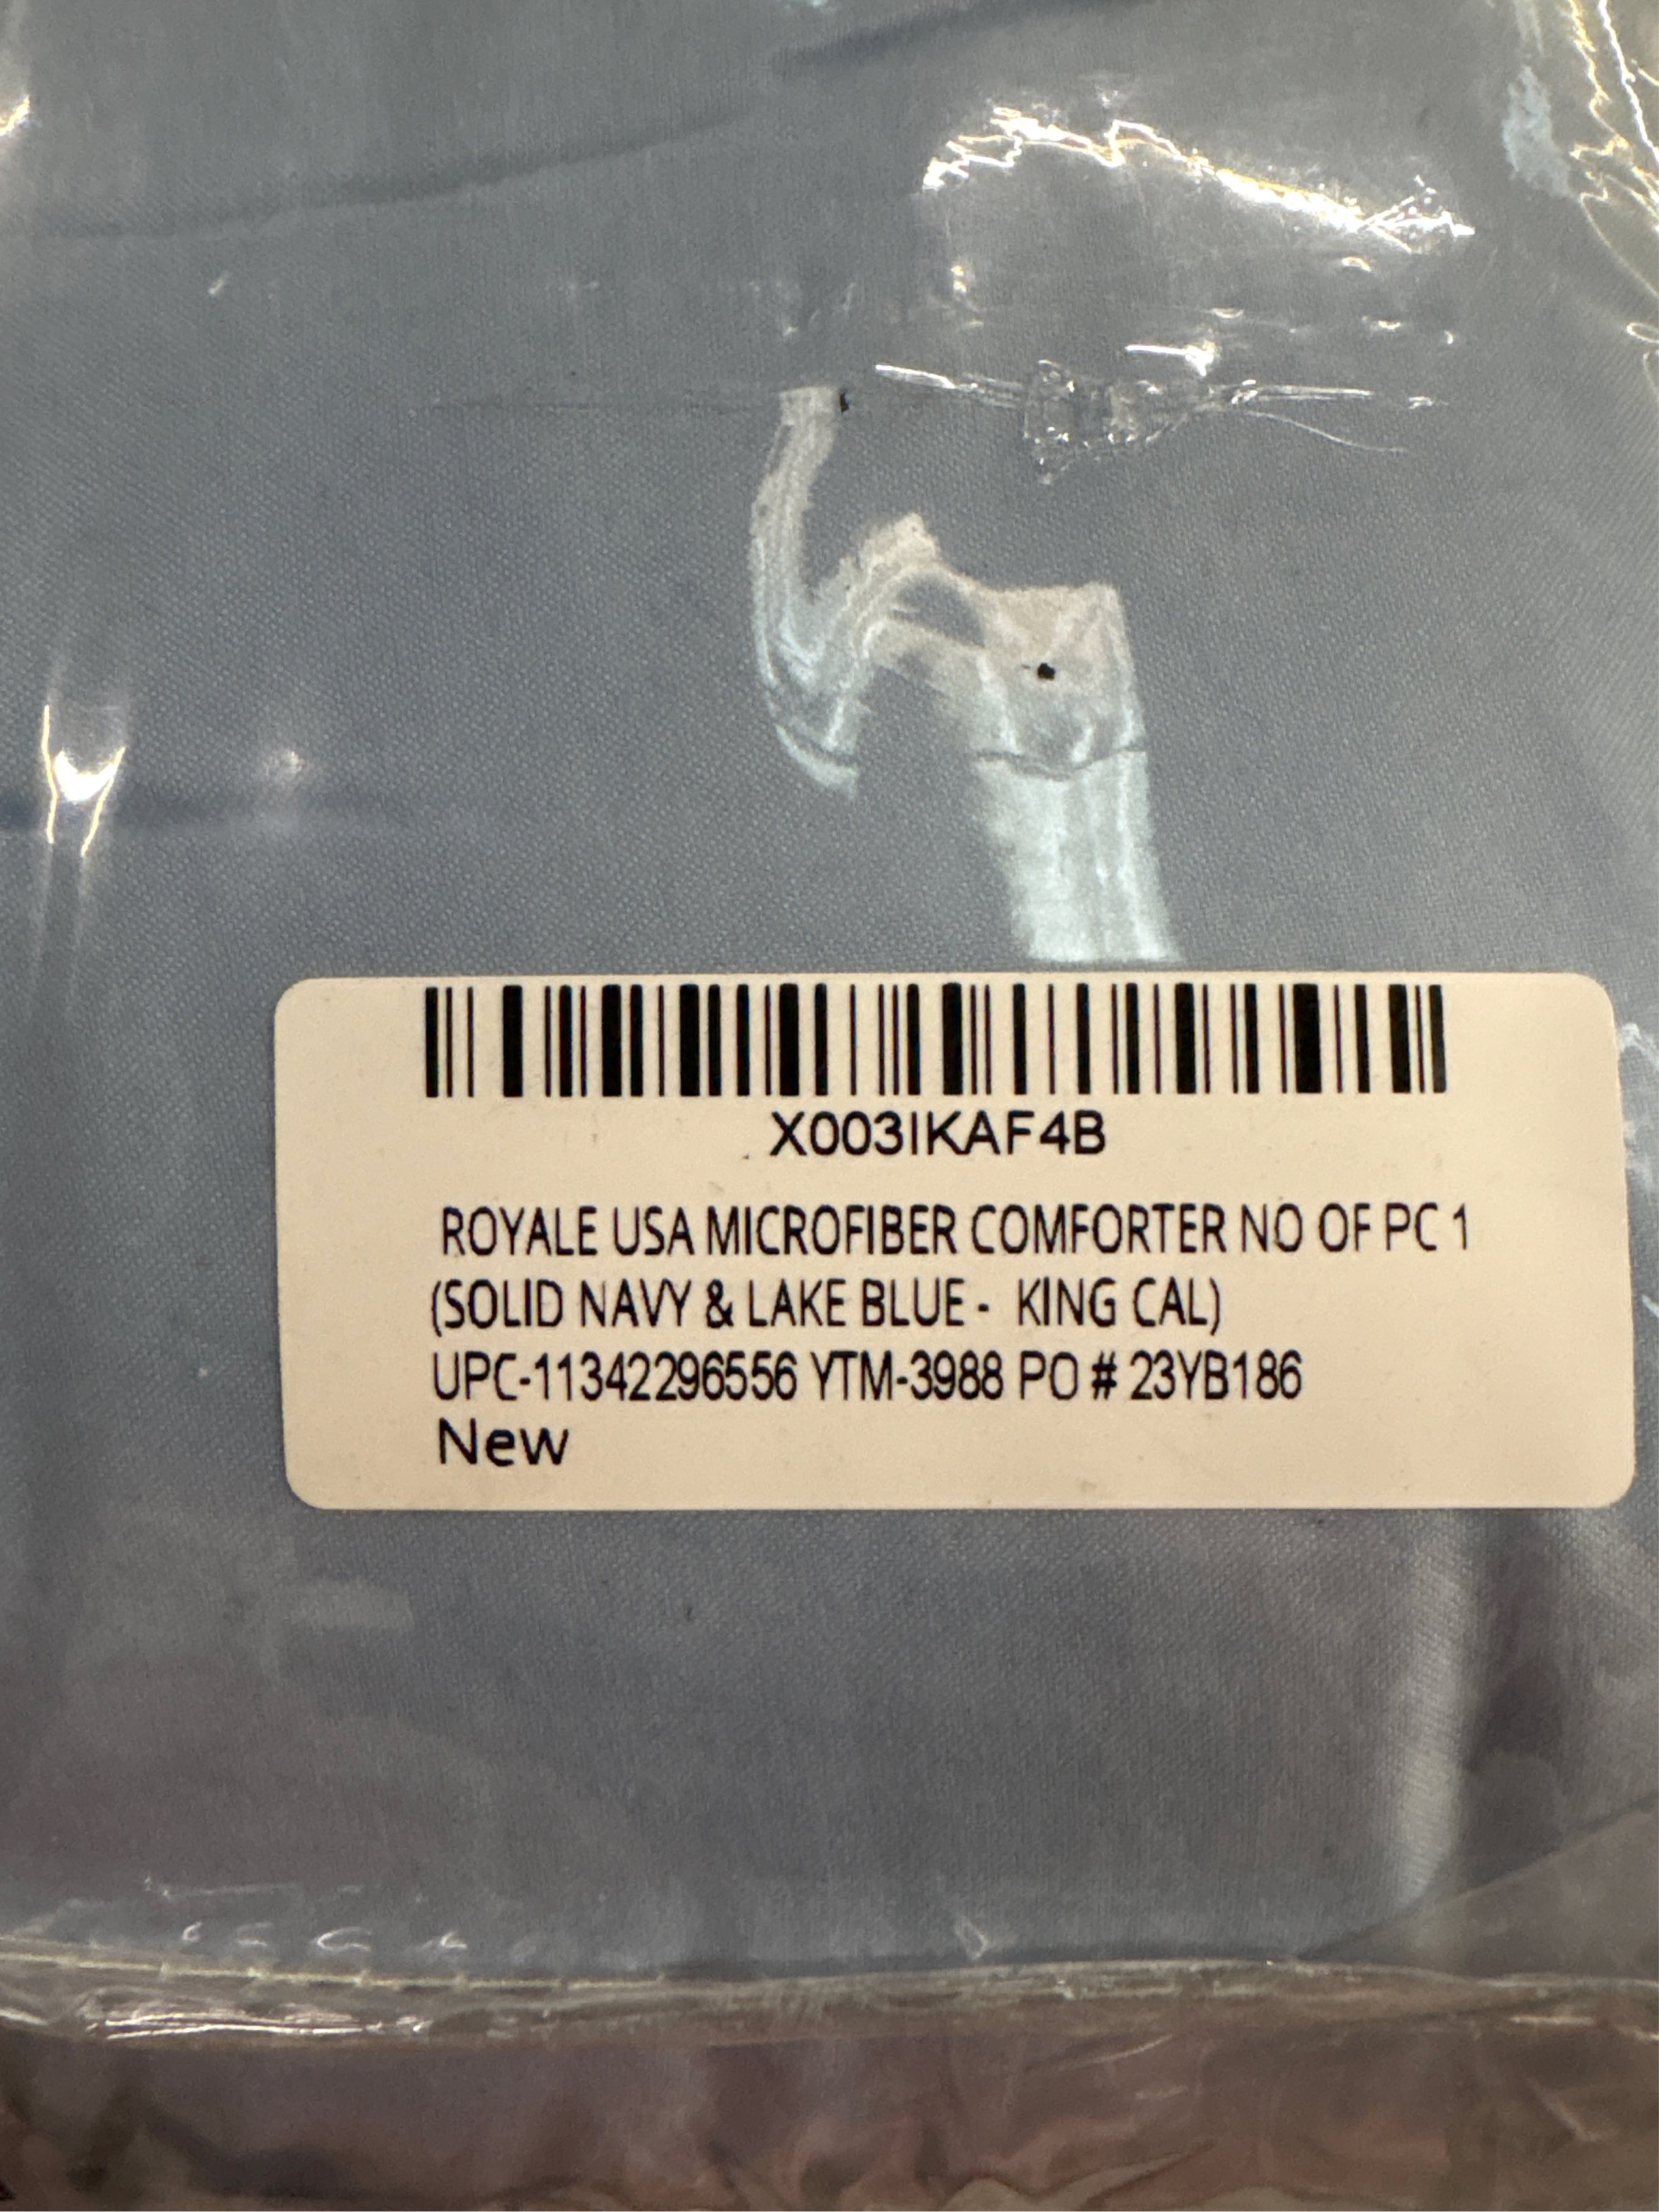 X003IKAF4B
ROYALE USA MICROFIBER COMFORTER NO OF PC 1
(SOLID NAVY & LAKE BLUE - KING CAL)
UPC-11342296556 YTM-3988 PO # 23YB186
New